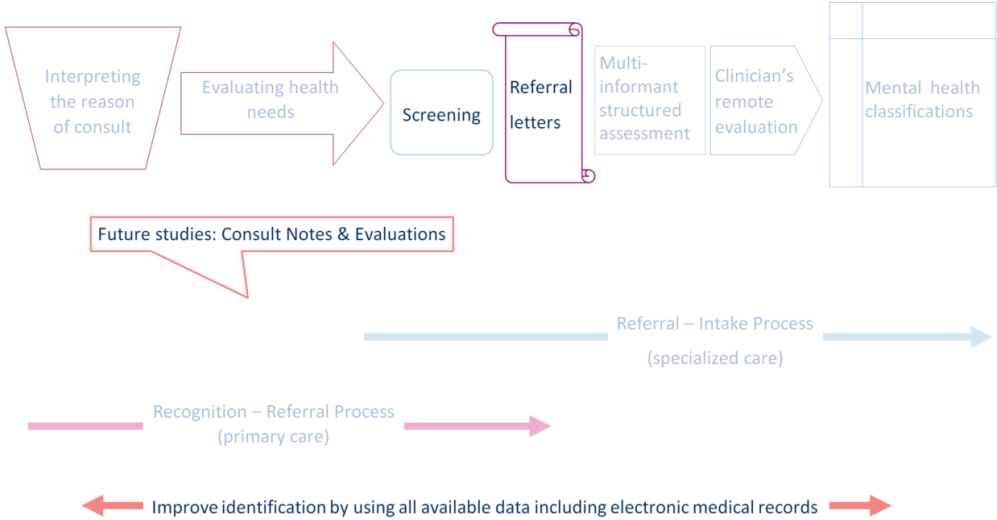 Interpreting
the reason
of consult
Evaluating health
needs
Screening
Referral
letters
Multi-
informant
structured
assessment
Clinician's
remote
evaluation
Mental health
classifications
Future studies: Consult Notes & Evaluations
Referral – Intake Process
(specialized care)
Recognition – Referral Process
(primary care)
Improve identification by using all available data including electronic medical records